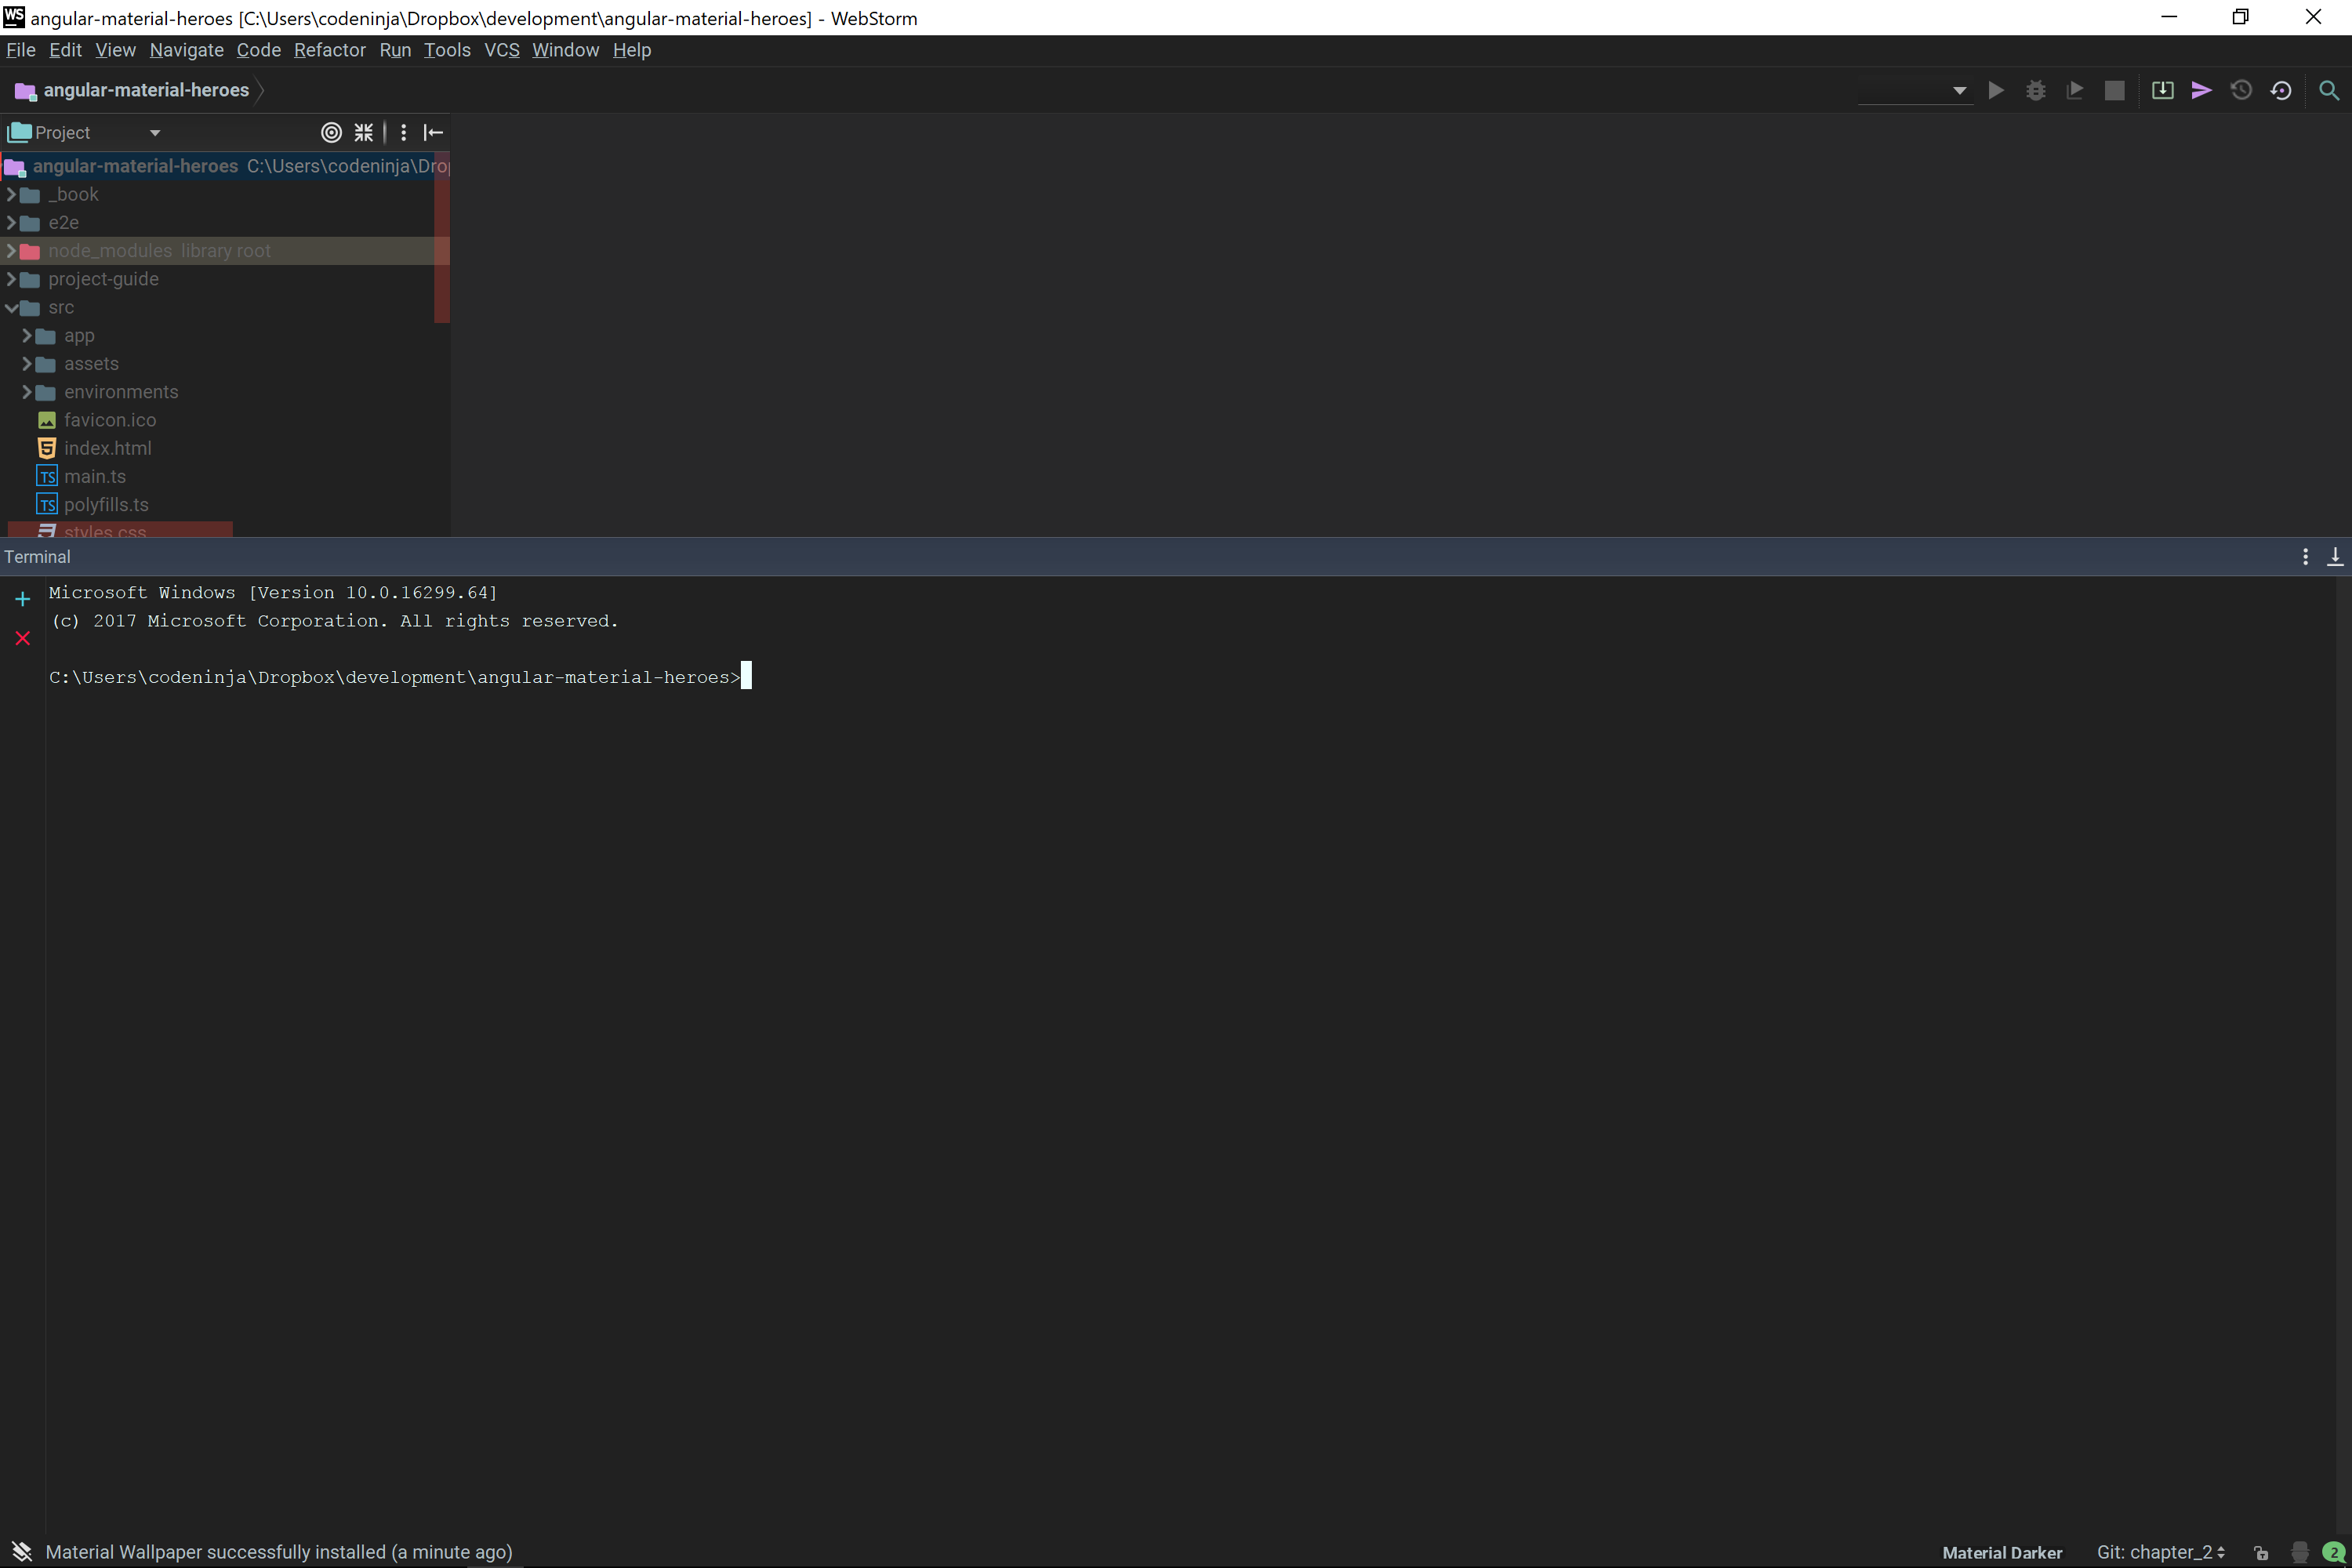 WS angular-material-heroes [C:\Users\codeninja\Dropbox\development\angular-material-heroes] - WebStorm
File Edit View Navigate Code Refactor Run Tools VCS Window Help
angular-material-heroes
Project
angular-material-heroes C:\Users\codeninja\Dro
_book
e2e
node_modules library root
project-guide
src
app
assets
environments
favicon.ico
5 index.html
TS main.ts
TS polyfills.ts
styles.css
Terminal
Microsoft Windows [Version 10.0.16299.64]
(c) 2017 Microsoft Corporation. All rights reserved.
C:\Users\codeninja\Dropbox\development\angular-material-heroes>
Material Wallpaper successfully installed (a minute ago)
Material Darker Git: chapter_2 2